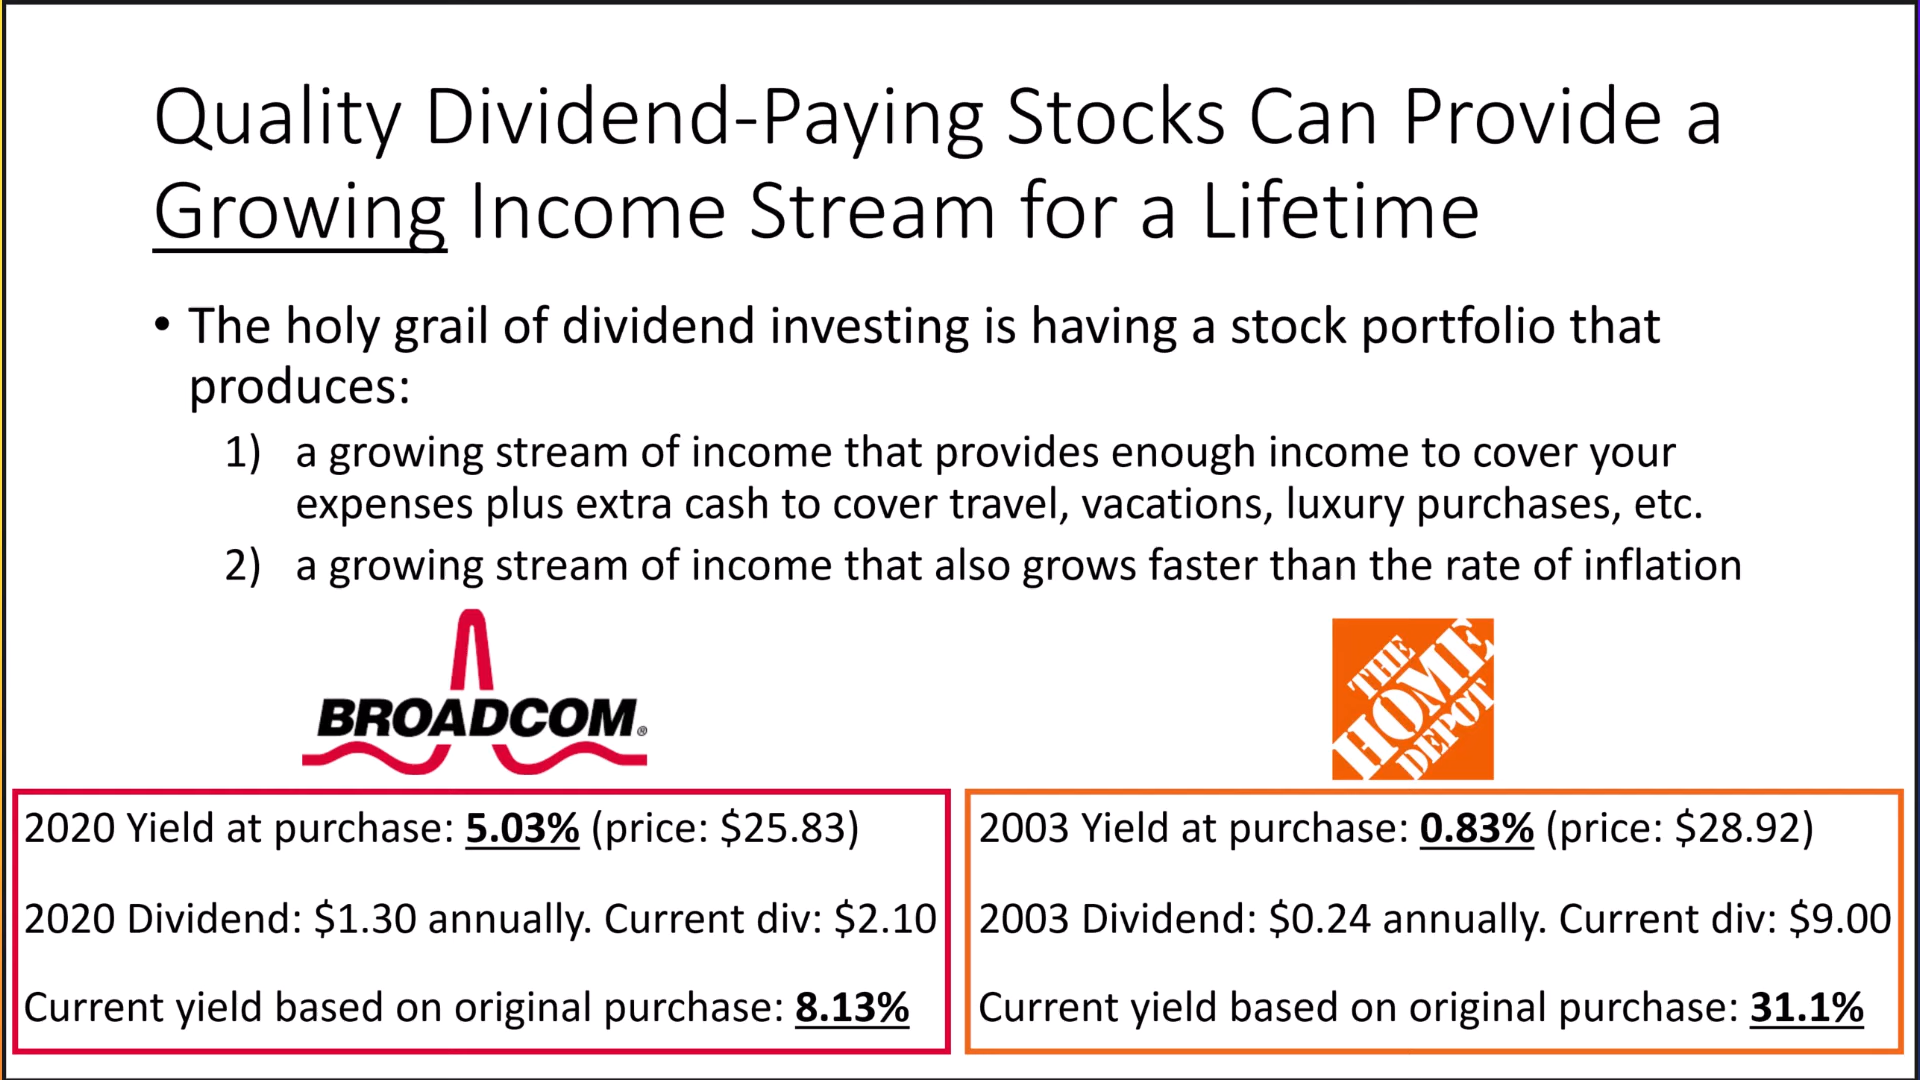 Quality Dividend-Paying Stocks Can Provide a
Growing Income Stream for a Lifetime
• The holy grail of dividend investing is having a stock portfolio that
produces:
1) a growing stream of income that provides enough income to cover your
expenses plus extra cash to cover travel, vacations, luxury purchases, etc.
2) a growing stream of income that also grows faster than the rate of inflation
BROADCOM®
THE
HOME
DEPOT
2020 Yield at purchase: 5.03% (price: $25.83)
2020 Dividend: $1.30 annually. Current div: $2.10
Current yield based on original purchase: 8.13%
2003 Yield at purchase: 0.83% (price: $28.92)
2003 Dividend: $0.24 annually. Current div: $9.00
Current yield based on original purchase: 31.1%